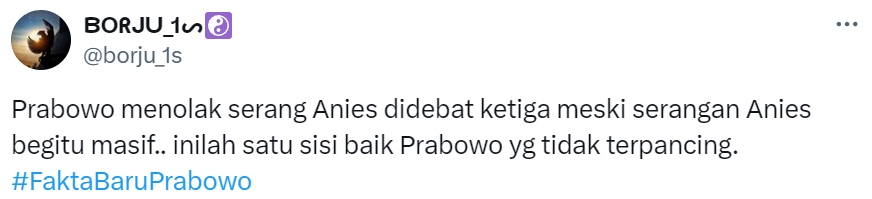 BORJU_1ᔕ☯️
@borju_1s
Prabowo menolak serang Anies didebat ketiga meski serangan Anies
begitu masif.. inilah satu sisi baik Prabowo yg tidak terpancing.
#FaktaBaruPrabowo